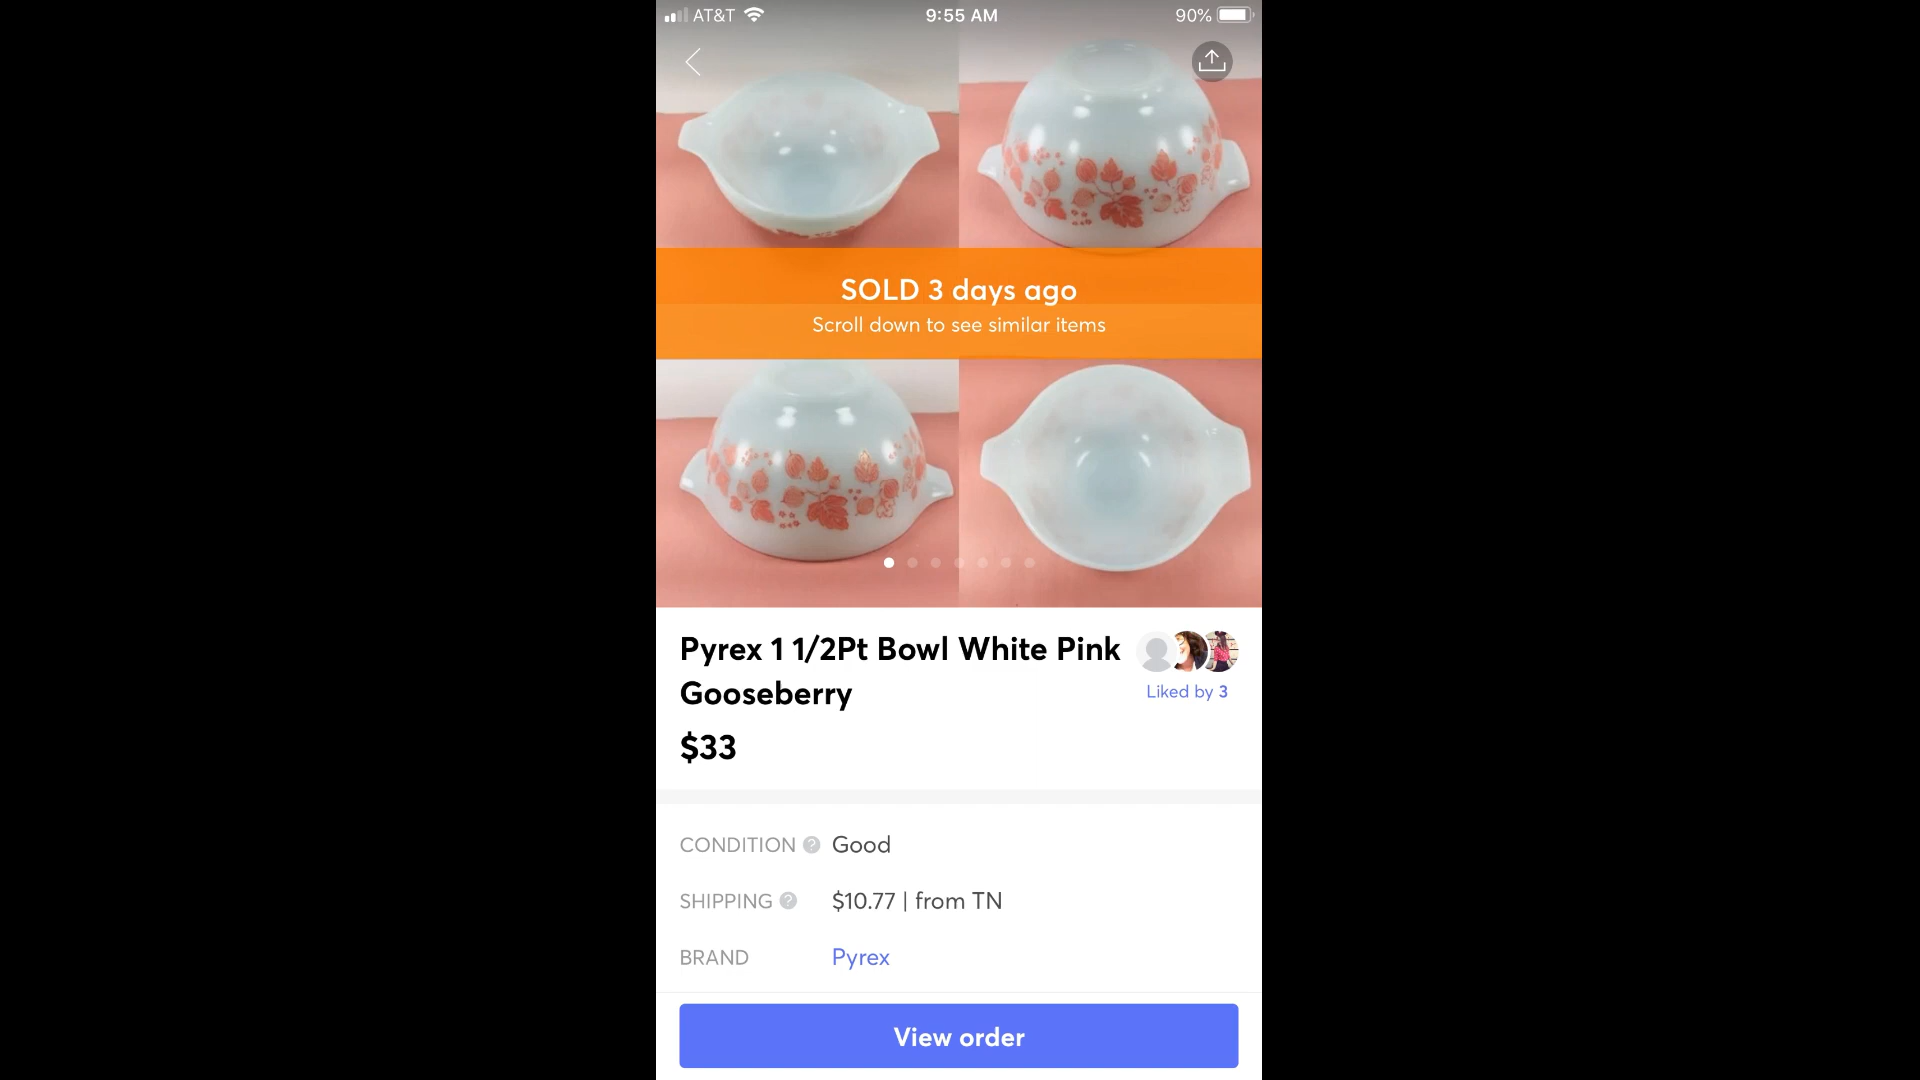 AT&T 9:55 AM 90%
SOLD 3 days ago
Scroll down to see similar items
Pyrex 1 1/2Pt Bowl White Pink
Gooseberry
Liked by 3
$33
CONDITION ? Good
SHIPPING ? $10.77 | from TN
BRAND Pyrex
View order